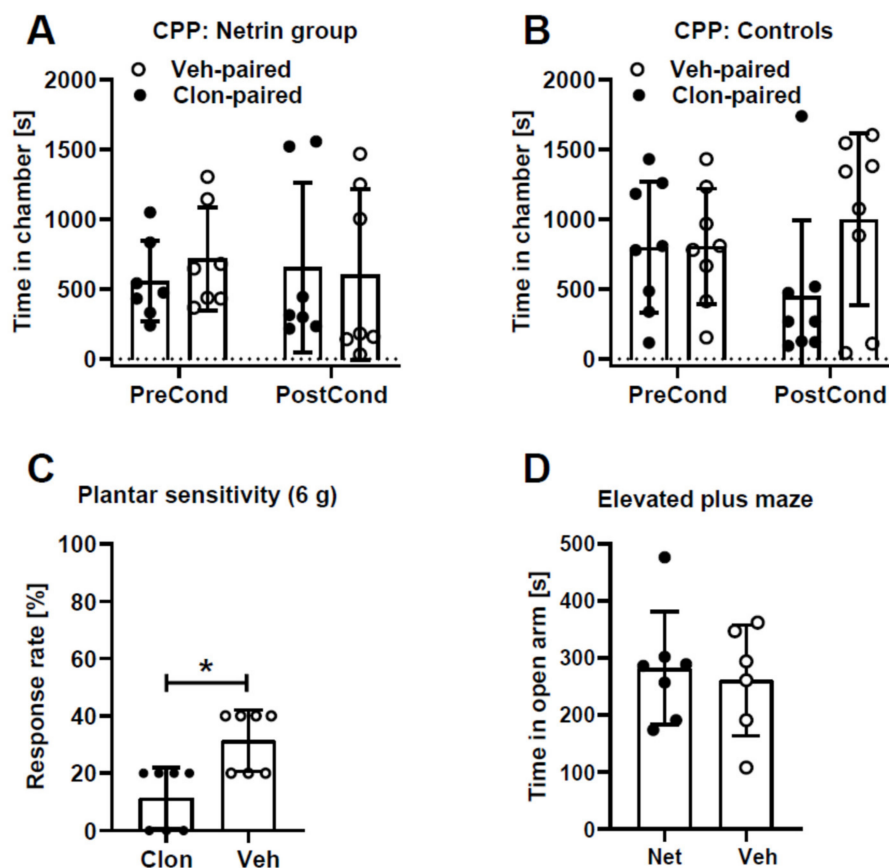 A
CPP: Netrin group
Veh-paired
Clon-paired
Time in chamber [s]
2000
1500
1000
500
0
PreCond
PostCond
B
CPP: Controls
Veh-paired
Clon-paired
Time in chamber [s]
2000
1500
1000
500
0
PreCond
PostCond
C
Plantar sensitivity (6 g)
Response rate [%]
100
80
60
40
20
0
*
Clon
Veh
D
Elevated plus maze
Time in open arm [s]
500
400
300
200
100
0
Net
Veh